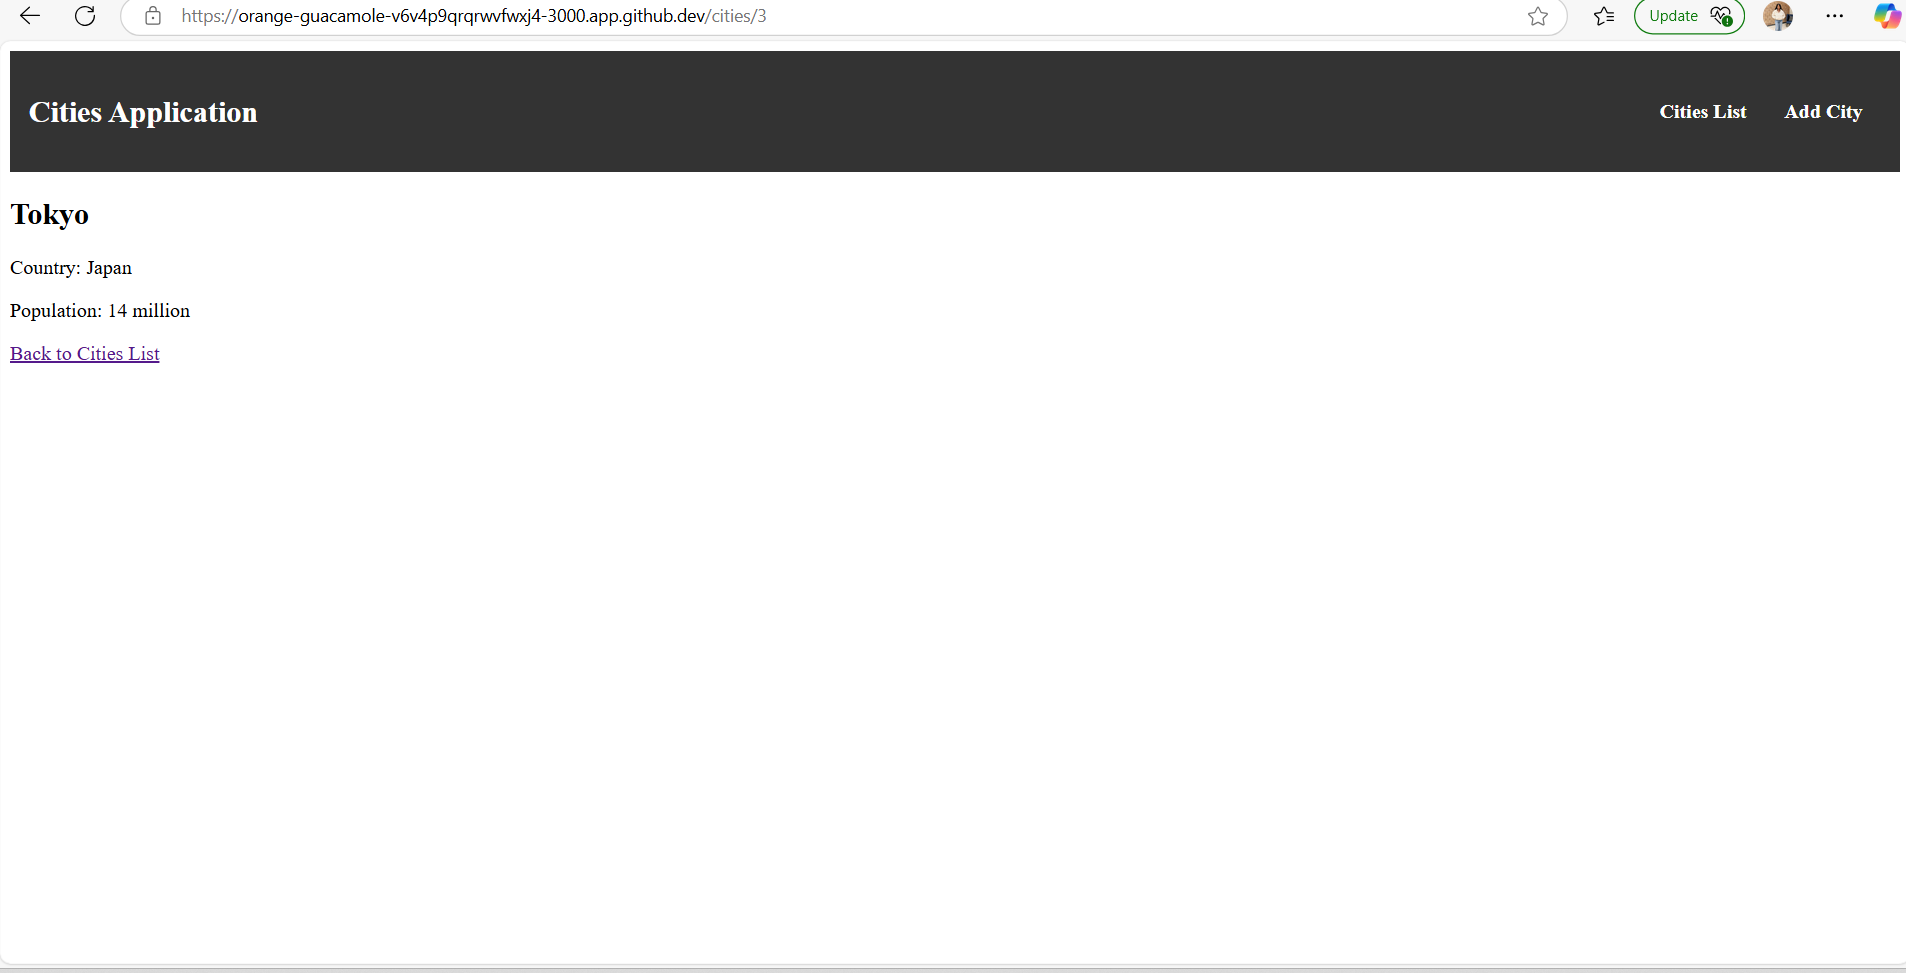 https://orange-guacamole-v6v4p9qrqrwvfwxj4-3000.app.github.dev/cities/3
Update
Cities Application
Cities List
Add City
Tokyo
Country: Japan
Population: 14 million
Back to Cities List